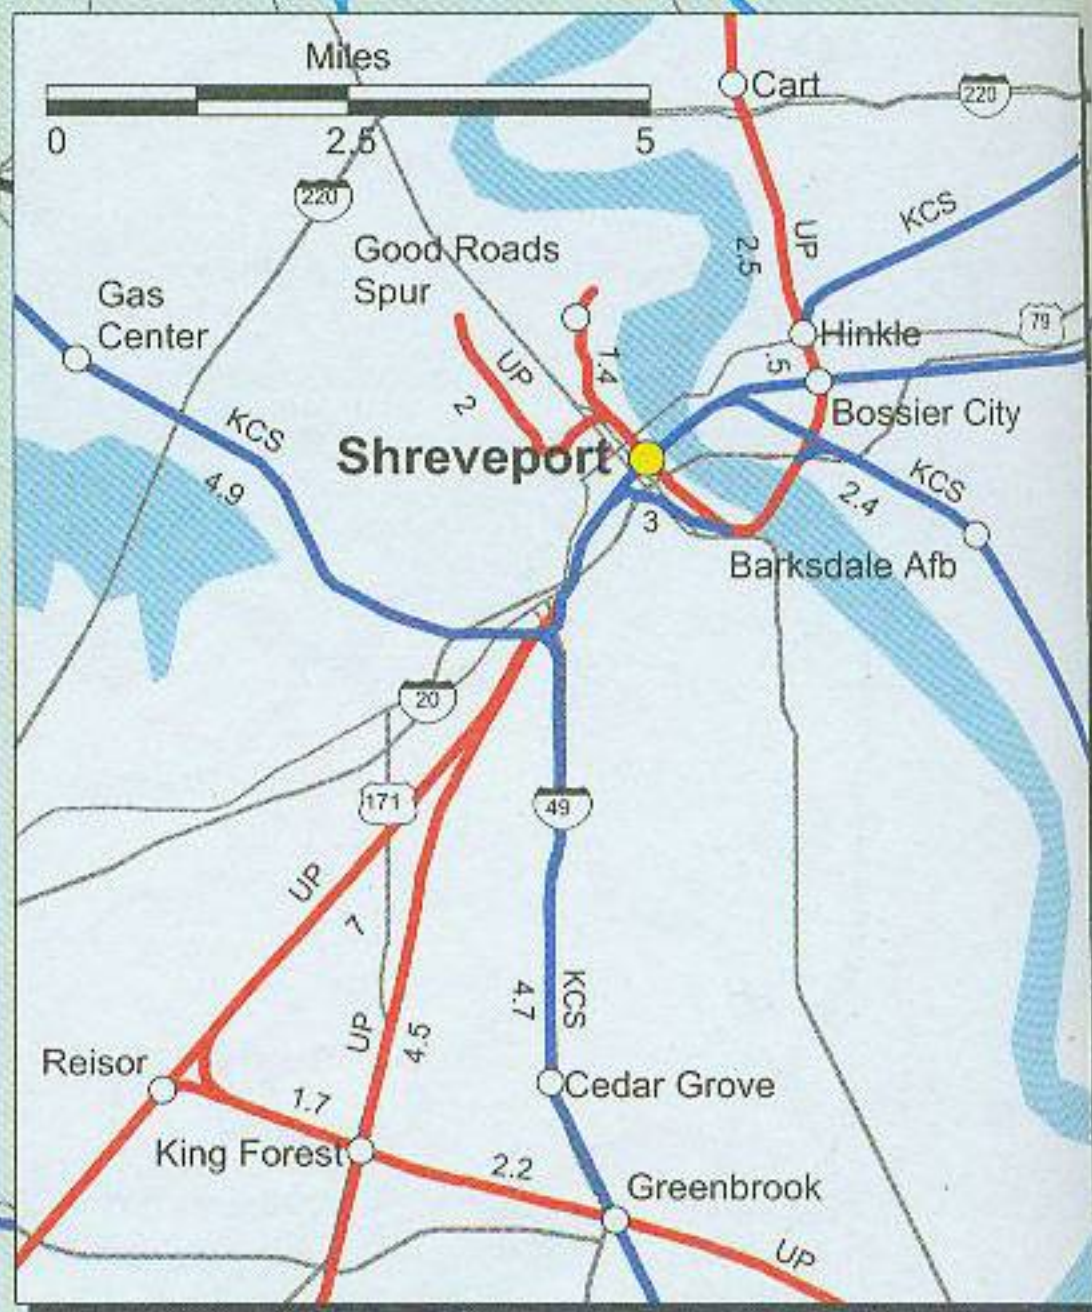 Miles
0
2.5
5
Cart
220
220
KCS
UP
2.5
Good Roads
Spur
Gas
Center
79
Hinkle
.5
UP
1.4
2
Bossier City
KCS
4.9
Shreveport
KCS
2.4
3
Barksdale Afb
20
171
49
UP
7
KCS
4.7
UP
4.5
Reisor
Cedar Grove
1.7
King Forest
2.2
Greenbrook
UP